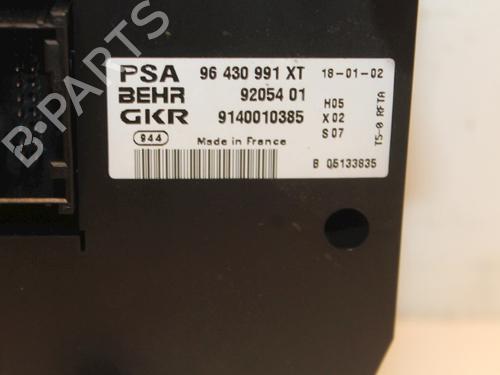 PSA 96 430 991 XT 18-01-02
BEHR 92054 01 H05
GKR 9140010385 X 02
S 07
944 Made in France
B 05133835
TS-0 RFTA
B-PARTS